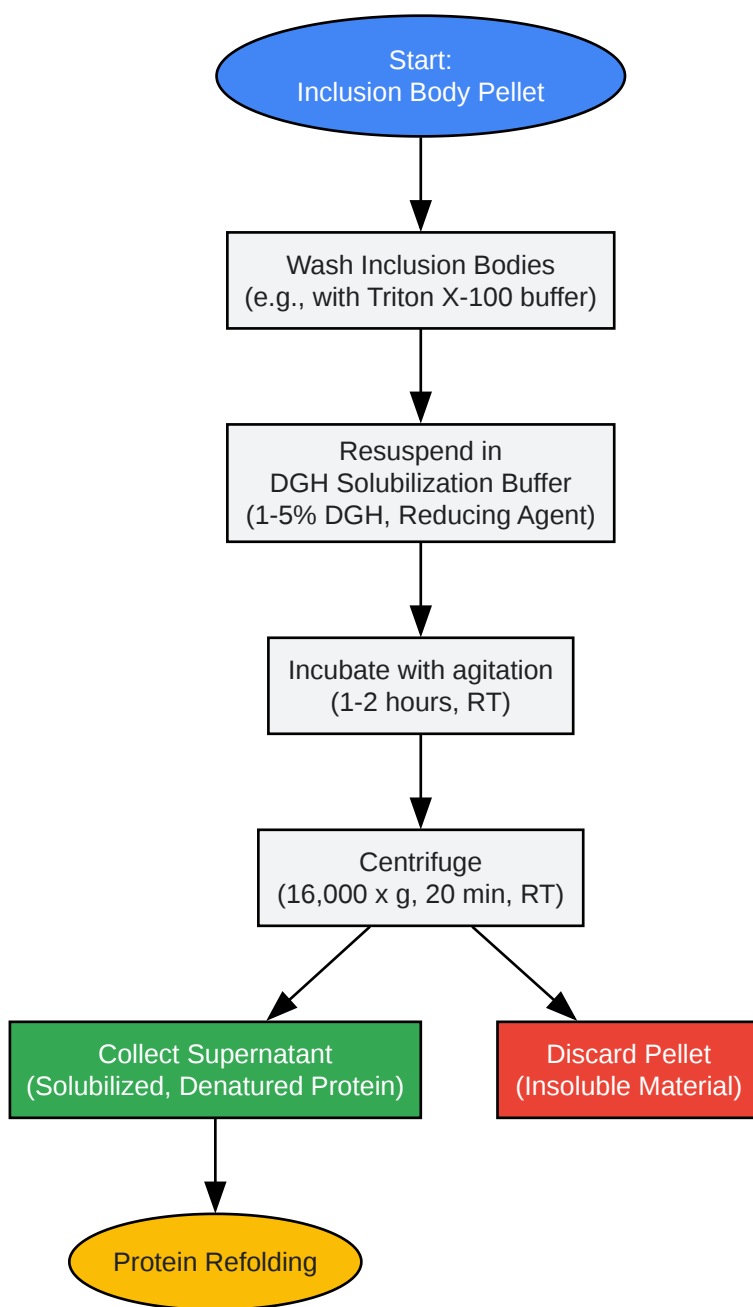 Start:
Inclusion Body Pellet
Wash Inclusion Bodies
(e.g., with Triton X-100 buffer)
Resuspend in
DGH Solubilization Buffer
(1-5% DGH, Reducing Agent)
Incubate with agitation
(1-2 hours, RT)
Centrifuge
(16,000 x g, 20 min, RT)
Collect Supernatant
(Solubilized, Denatured Protein)
Discard Pellet
(Insoluble Material)
Protein Refolding